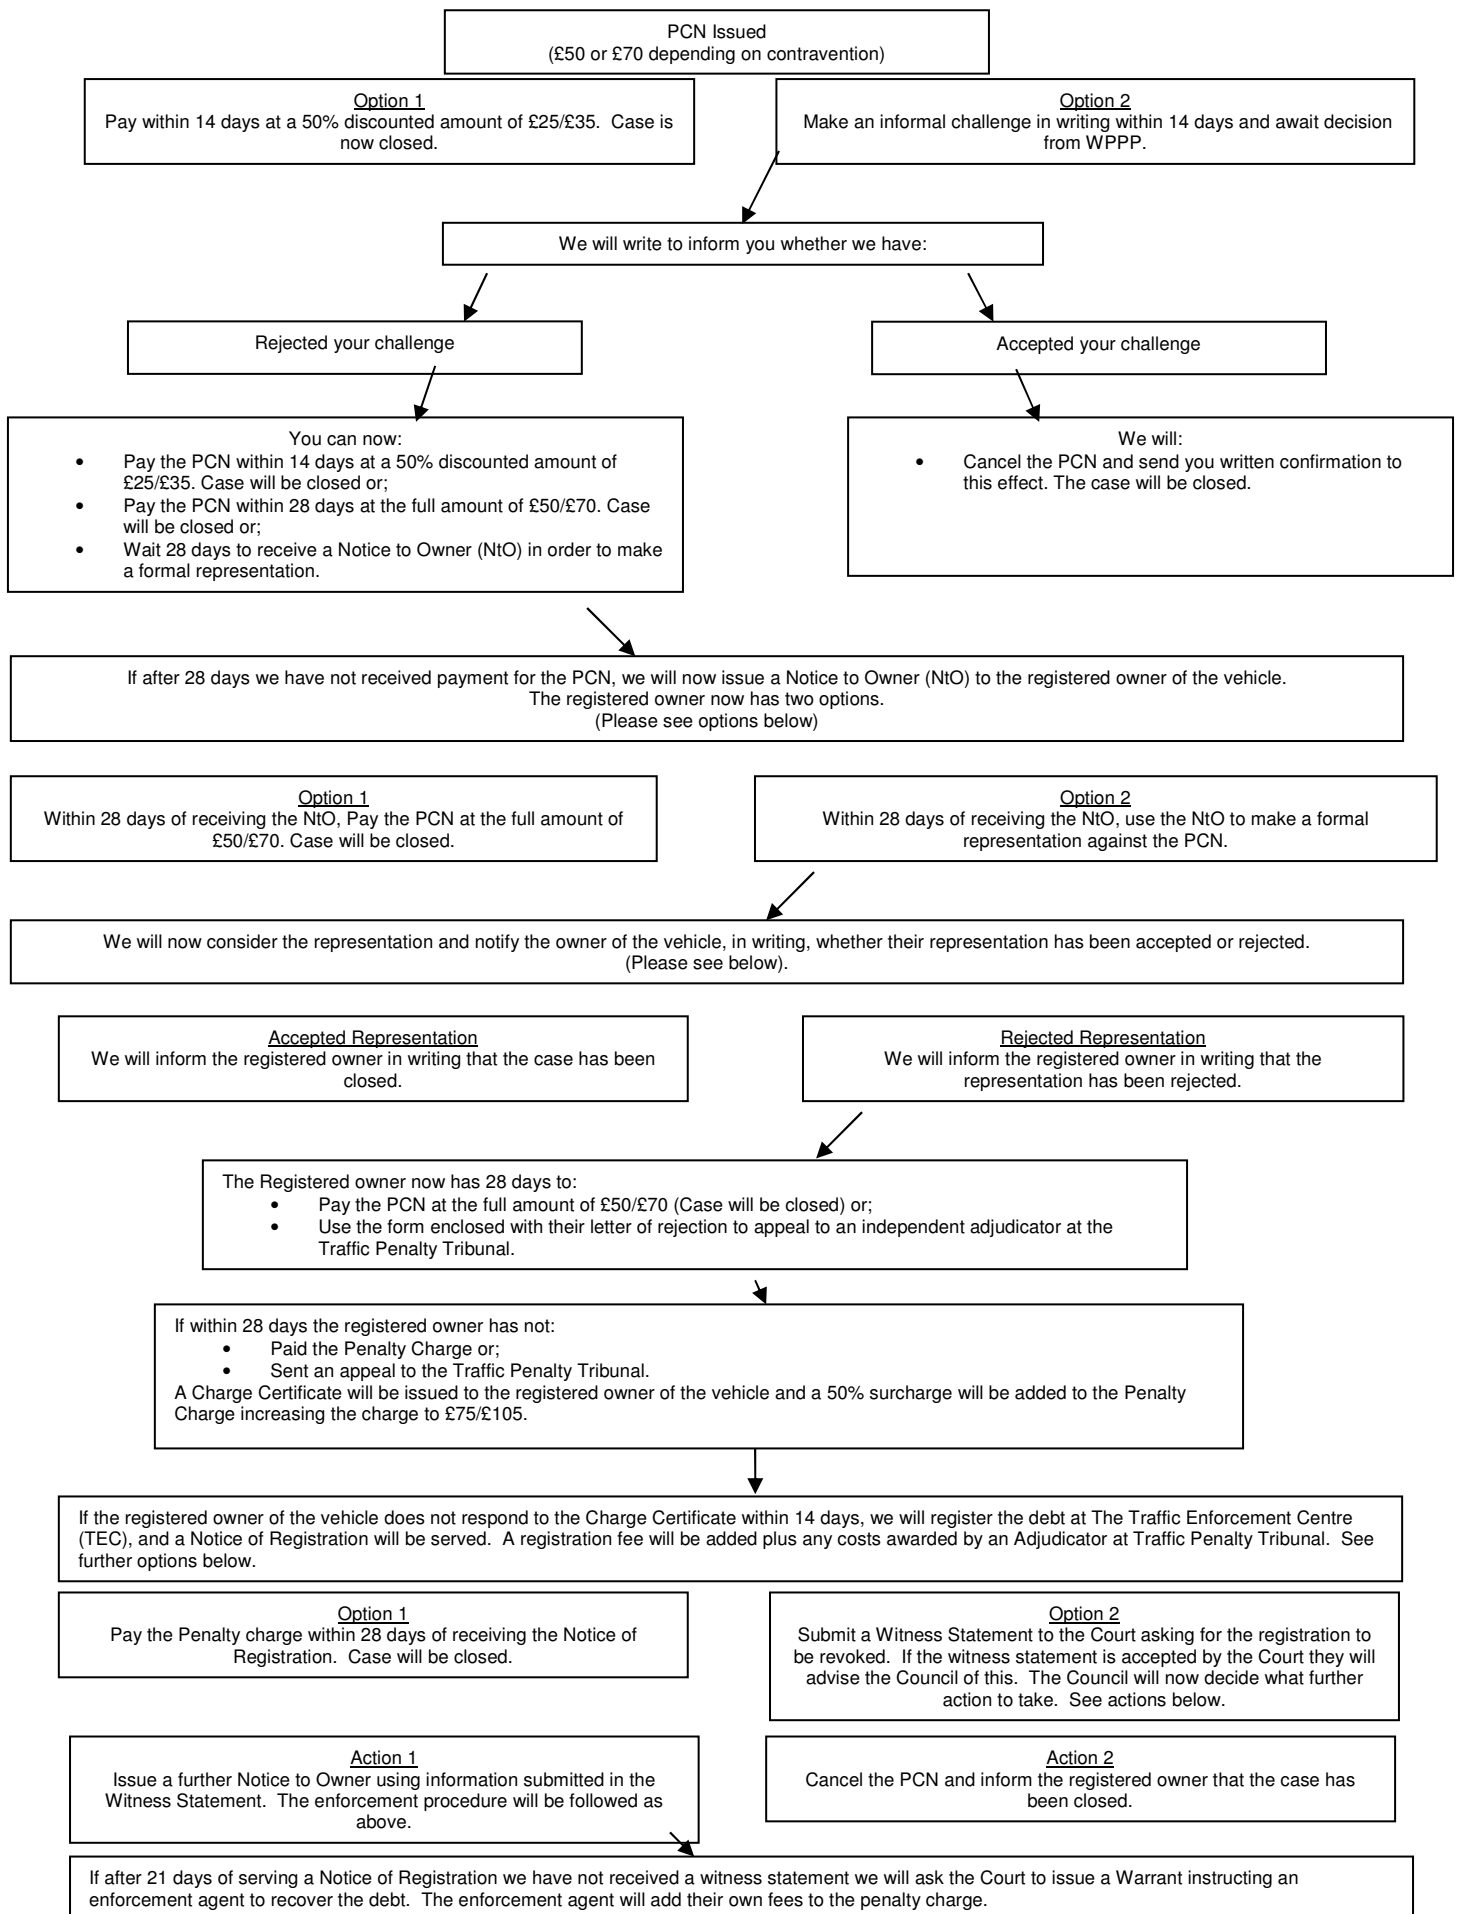 PCN Issued
(£50 or £70 depending on contravention)
Option 1
Pay within 14 days at a 50% discounted amount of £25/£35.  Case is
now closed.
Option 2
Make an informal challenge in writing within 14 days and await decision
from WPPP.
We will write to inform you whether we have:
Rejected your challenge
Accepted your challenge
You can now:
• Pay the PCN within 14 days at a 50% discounted amount of
£25/£35. Case will be closed or;
• Pay the PCN within 28 days at the full amount of £50/£70. Case
will be closed or;
• Wait 28 days to receive a Notice to Owner (NtO) in order to make
a formal representation.
We will:
• Cancel the PCN and send you written confirmation to
this effect. The case will be closed.
If after 28 days we have not received payment for the PCN, we will now issue a Notice to Owner (NtO) to the registered owner of the vehicle.
The registered owner now has two options.
(Please see options below)
Option 1
Within 28 days of receiving the NtO, Pay the PCN at the full amount of
£50/£70. Case will be closed.
Option 2
Within 28 days of receiving the NtO, use the NtO to make a formal
representation against the PCN.
We will now consider the representation and notify the owner of the vehicle, in writing, whether their representation has been accepted or rejected.
(Please see below).
Accepted Representation
We will inform the registered owner in writing that the case has been
closed.
Rejected Representation
We will inform the registered owner in writing that the
representation has been rejected.
The Registered owner now has 28 days to:
• Pay the PCN at the full amount of £50/£70 (Case will be closed) or;
• Use the form enclosed with their letter of rejection to appeal to an independent adjudicator at the
Traffic Penalty Tribunal.
If within 28 days the registered owner has not:
• Paid the Penalty Charge or;
• Sent an appeal to the Traffic Penalty Tribunal.
A Charge Certificate will be issued to the registered owner of the vehicle and a 50% surcharge will be added to the Penalty
Charge increasing the charge to £75/£105.
If the registered owner of the vehicle does not respond to the Charge Certificate within 14 days, we will register the debt at The Traffic Enforcement Centre
(TEC), and a Notice of Registration will be served.  A registration fee will be added plus any costs awarded by an Adjudicator at Traffic Penalty Tribunal.  See
further options below.
Option 1
Pay the Penalty charge within 28 days of receiving the Notice of
Registration.  Case will be closed.
Option 2
Submit a Witness Statement to the Court asking for the registration to
be revoked.  If the witness statement is accepted by the Court they will
advise the Council of this.  The Council will now decide what further
action to take.  See actions below.
Action 1
Issue a further Notice to Owner using information submitted in the
Witness Statement.  The enforcement procedure will be followed as
above.
Action 2
Cancel the PCN and inform the registered owner that the case has
been closed.
If after 21 days of serving a Notice of Registration we have not received a witness statement we will ask the Court to issue a Warrant instructing an
enforcement agent to recover the debt.  The enforcement agent will add their own fees to the penalty charge.